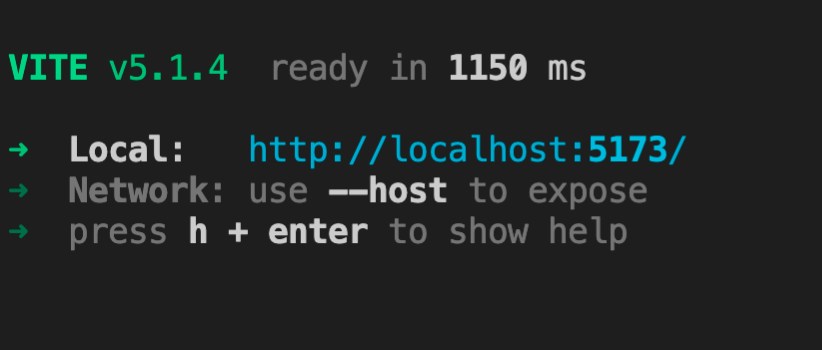 VITE v5.1.4  ready in 1150 ms
➜  Local:   http://localhost:5173/
➜  Network: use --host to expose
➜  press h + enter to show help